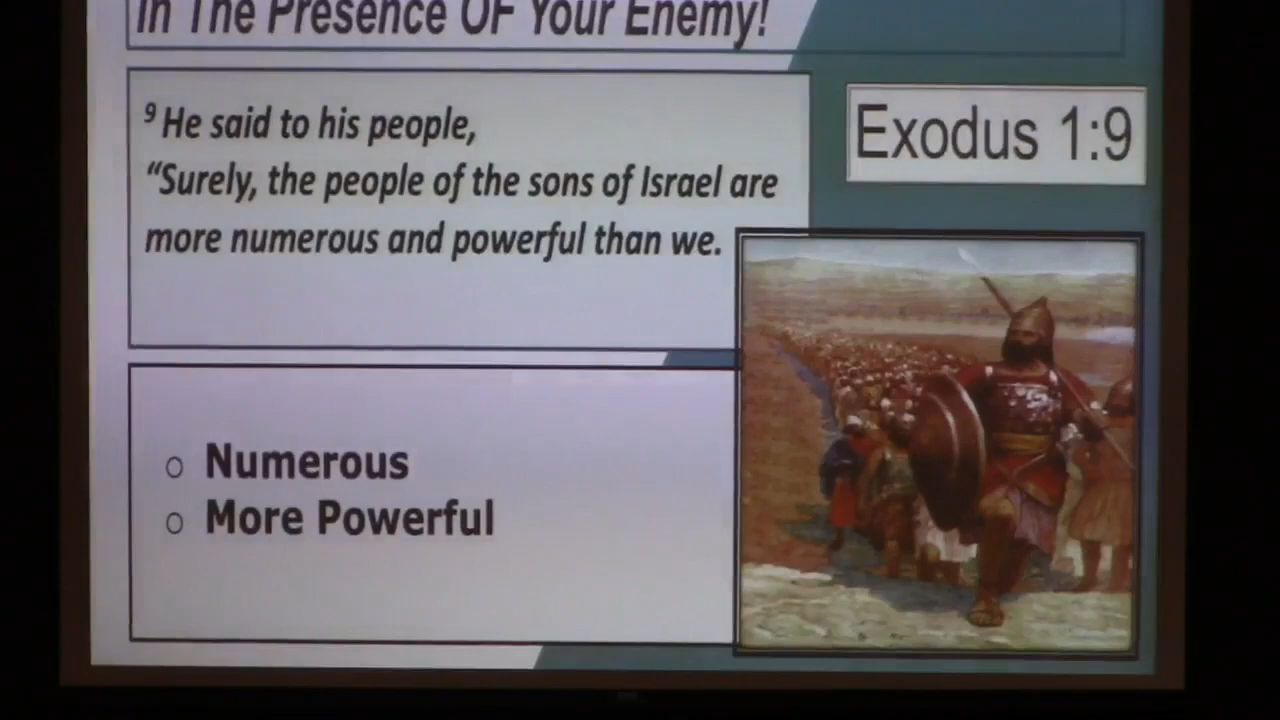 In The Presence OF Your Enemy!
Exodus 1:9
9 He said to his people,
“Surely, the people of the sons of Israel are
more numerous and powerful than we.
o Numerous
o More Powerful